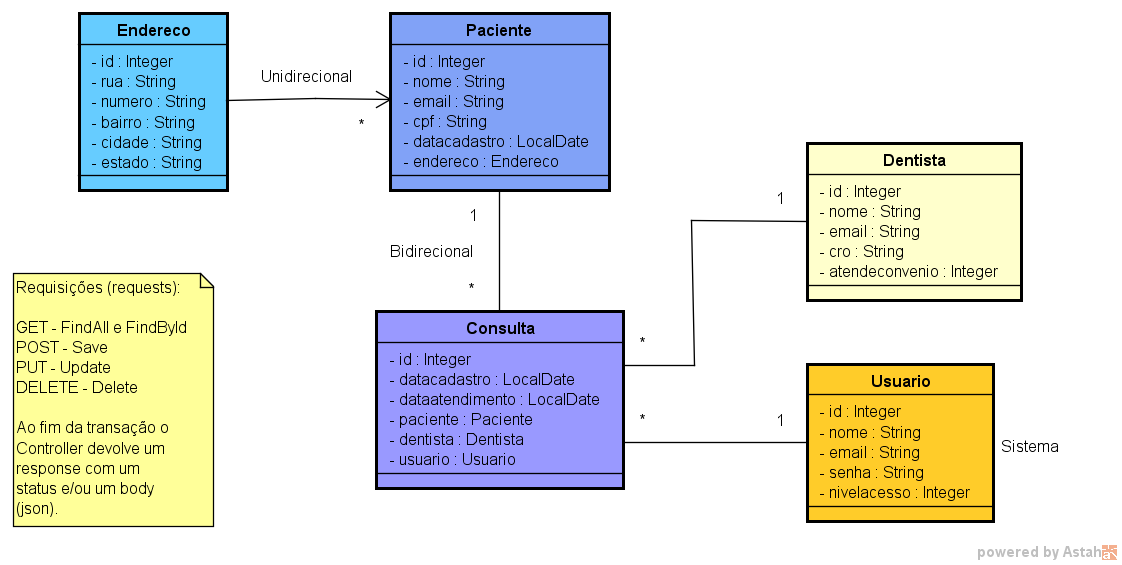 Endereco
- id : Integer
- rua : String
- numero : String
- bairro : String
- cidade : String
- estado : String
Unidirecional
*
Paciente
- id : Integer
- nome : String
- email : String
- cpf : String
- datacadastro : LocalDate
- endereco : Endereco
1
Bidirecional
*
Dentista
- id : Integer
- nome : String
- email : String
- cro : String
- atendeconvenio : Integer
1
*
Requisições (requests):
GET - FindAll e FindById
POST - Save
PUT - Update
DELETE - Delete
Ao fim da transação o
Controller devolve um
response com um
status e/ou um body
(json).
Consulta
- id : Integer
- datacadastro : LocalDate
- dataatendimento : LocalDate
- paciente : Paciente
- dentista : Dentista
- usuario : Usuario
*
1
Usuario
- id : Integer
- nome : String
- email : String
- senha : String
- nivelacesso : Integer
Sistema
powered by Astah